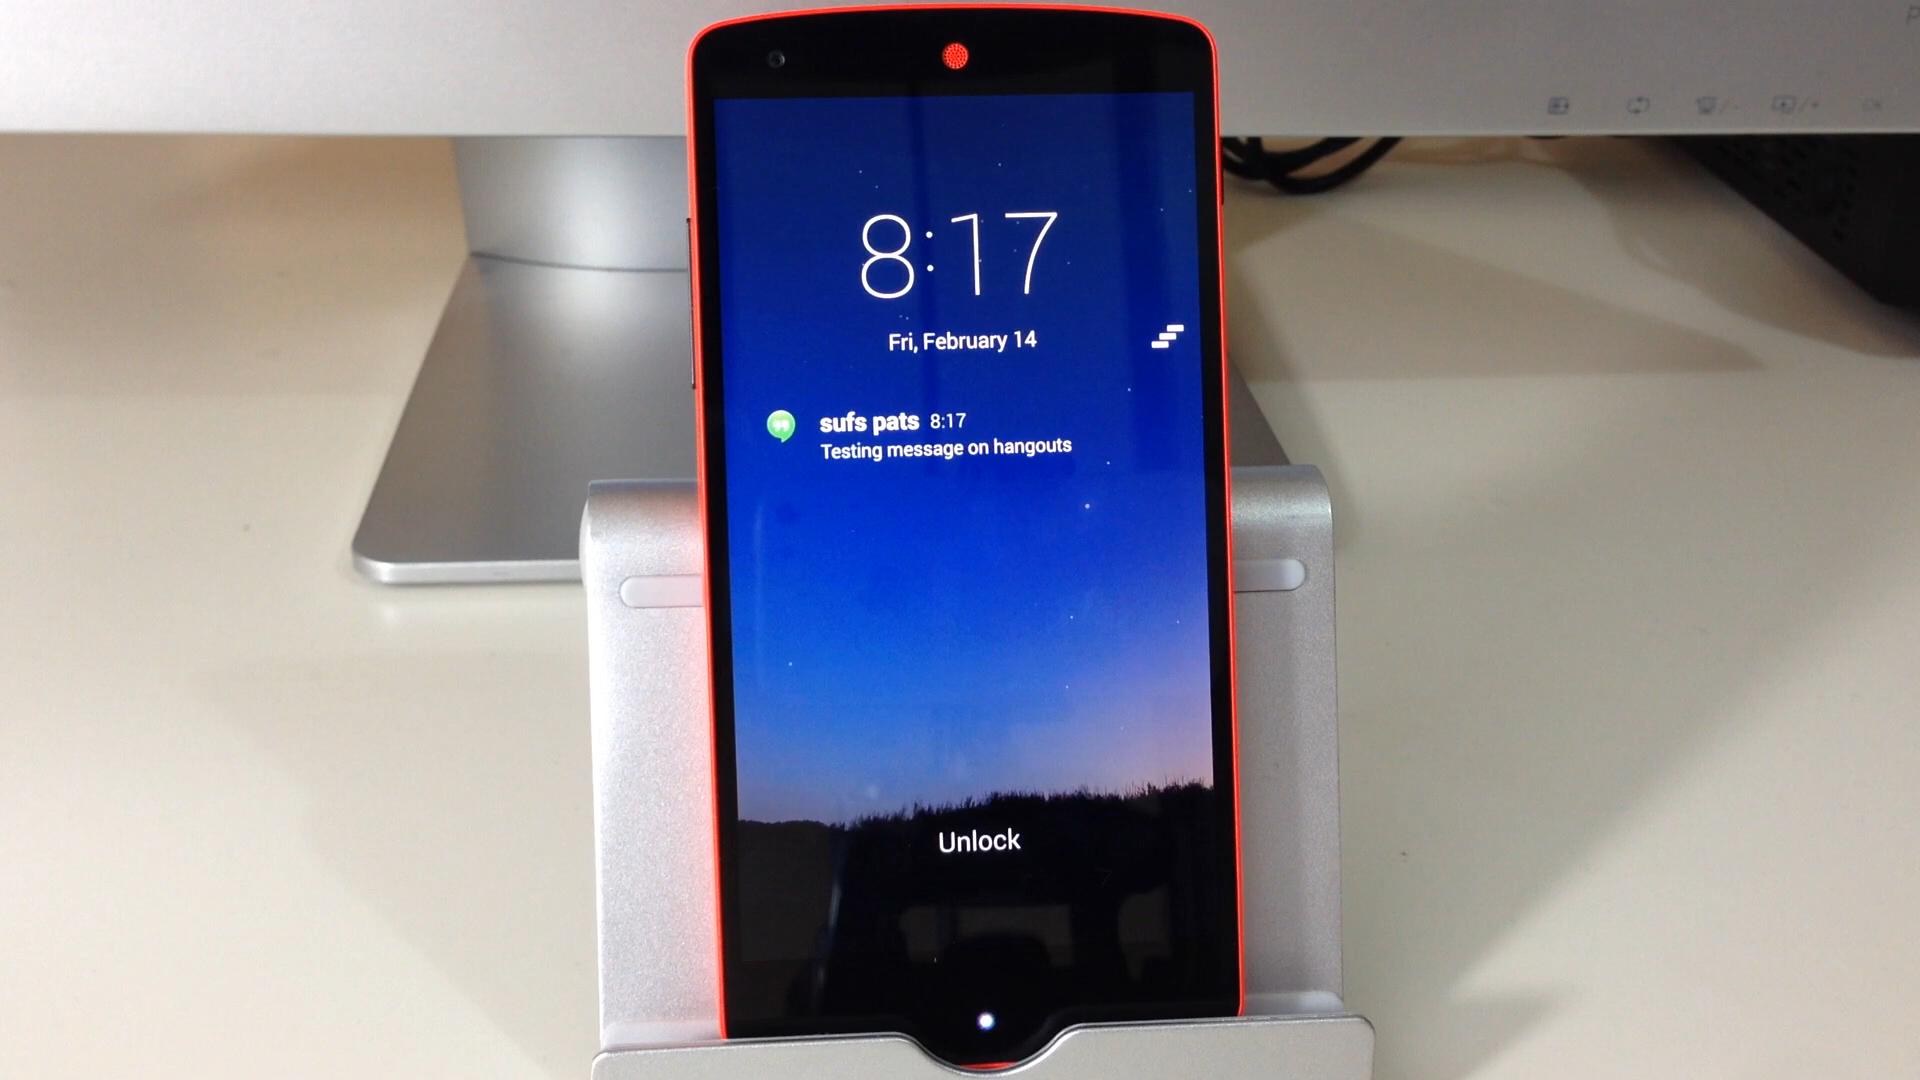 8:17
Fri, February 14
sufs pats 8:17
Testing message on hangouts
Unlock